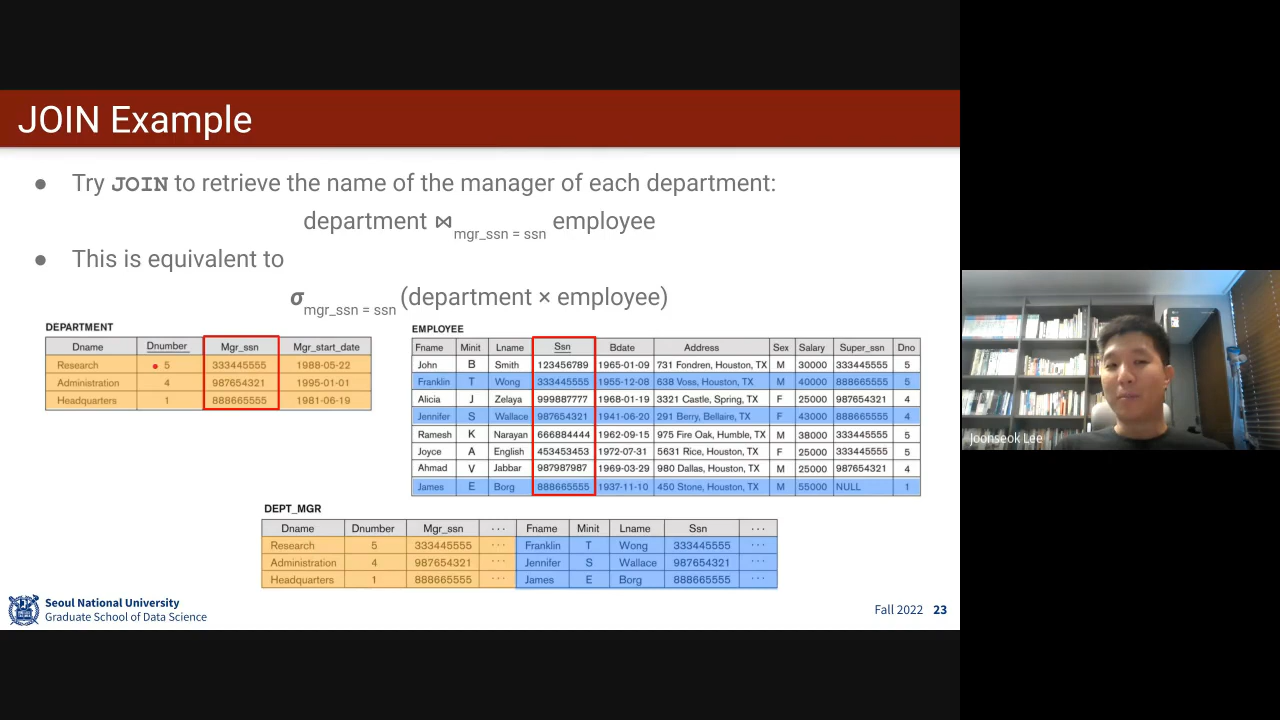 JOIN Example
● Try JOIN to retrieve the name of the manager of each department:
department ⋈ mgr_ssn = ssn employee
● This is equivalent to
σ mgr_ssn = ssn (department × employee)
DEPARTMENT
Dname Dnumber Mgr_ssn Mgr_start_date
Research 5 333445555 1988-05-22
Administration 4 987654321 1995-01-01
Headquarters 1 888665555 1981-06-19
EMPLOYEE
Fname Minit Lname Ssn Bdate Address Sex Salary Super_ssn Dno
John B Smith 123456789 1965-01-09 731 Fondren, Houston, TX M 30000 333445555 5
Franklin T Wong 333445555 1955-12-08 638 Voss, Houston, TX M 40000 888665555 5
Alicia J Zelaya 999887777 1968-01-19 3321 Castle, Spring, TX F 25000 987654321 4
Jennifer S Wallace 987654321 1941-06-20 291 Berry, Bellaire, TX F 43000 888665555 4
Ramesh K Narayan 666884444 1962-09-15 975 Fire Oak, Humble, TX M 38000 333445555 5
Joyce A English 453453453 1972-07-31 5631 Rice, Houston, TX F 25000 333445555 5
Ahmad V Jabbar 987987987 1969-03-29 980 Dallas, Houston, TX M 25000 987654321 4
James E Borg 888665555 1937-11-10 450 Stone, Houston, TX M 55000 NULL 1
DEPT_MGR
Dname Dnumber Mgr_ssn ··· Fname Minit Lname Ssn ···
Research 5 333445555 ··· Franklin T Wong 333445555 ···
Administration 4 987654321 ··· Jennifer S Wallace 987654321 ···
Headquarters 1 888665555 ··· James E Borg 888665555 ···
Seoul National University
Graduate School of Data Science
Fall 2022 23
Joonseok Lee